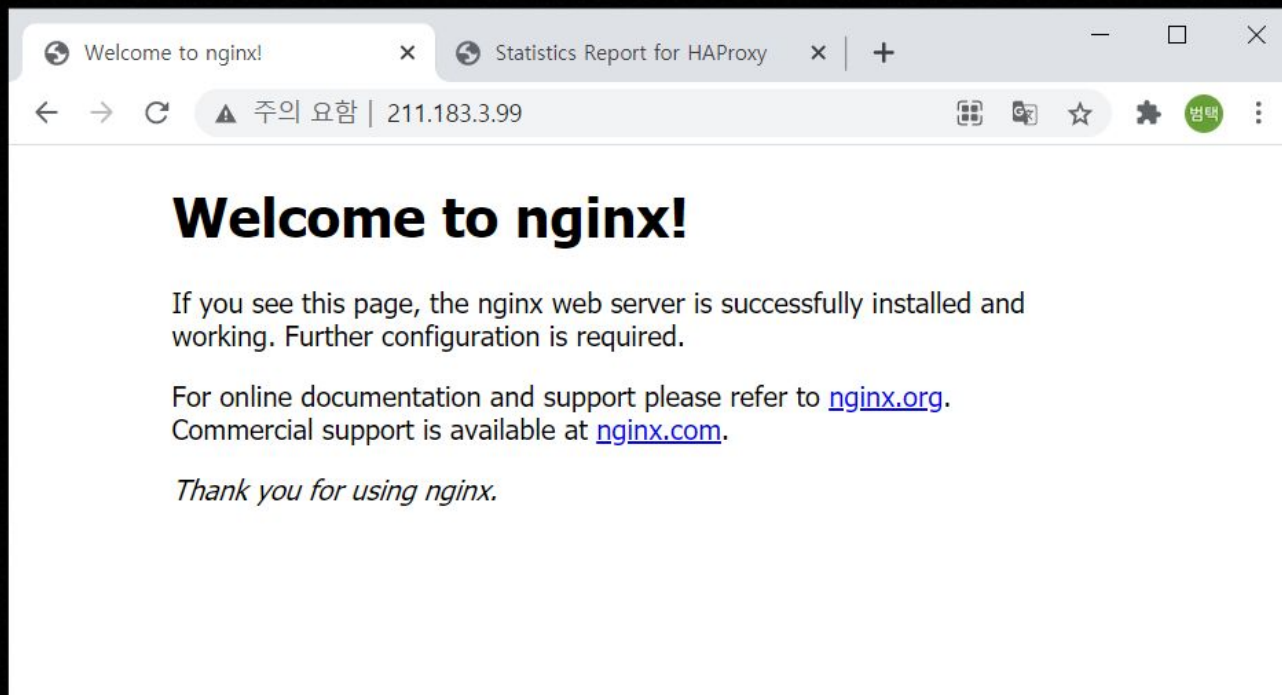 Welcome to nginx!
Statistics Report for HAProxy
주의 요함 | 211.183.3.99
범택
Welcome to nginx!
If you see this page, the nginx web server is successfully installed and
working. Further configuration is required.
For online documentation and support please refer to nginx.org.
Commercial support is available at nginx.com.
Thank you for using nginx.